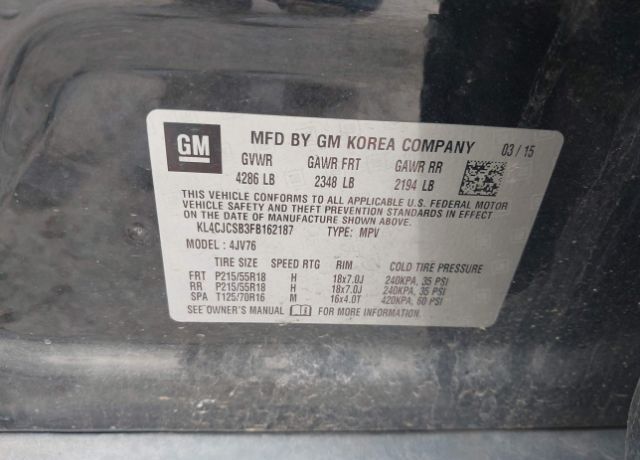 GM MFD BY GM KOREA COMPANY 03 / 15
GVWR GAWR FRT GAWR RR
4286 LB 2348 LB 2194 LB
THIS VEHICLE CONFORMS TO ALL APPLICABLE U.S. FEDERAL MOTOR
VEHICLE SAFETY AND THEFT PREVENTION STANDARDS IN EFFECT
ON THE DATE OF MANUFACTURE SHOWN ABOVE.
KL4CJCSB3FB162187 TYPE: MPV
MODEL : 4JV76
TIRE SIZE SPEED RTG RIM COLD TIRE PRESSURE
FRT P215/55R18 H 18x7.0J 240KPA, 35 PSI
RR P215/55R18 H 18x7.0J 240KPA, 35 PSI
SPA T125/70R16 M 16x4.0T 420KPA, 60 PSI
SEE OWNER'S MANUAL FOR MORE INFORMATION.